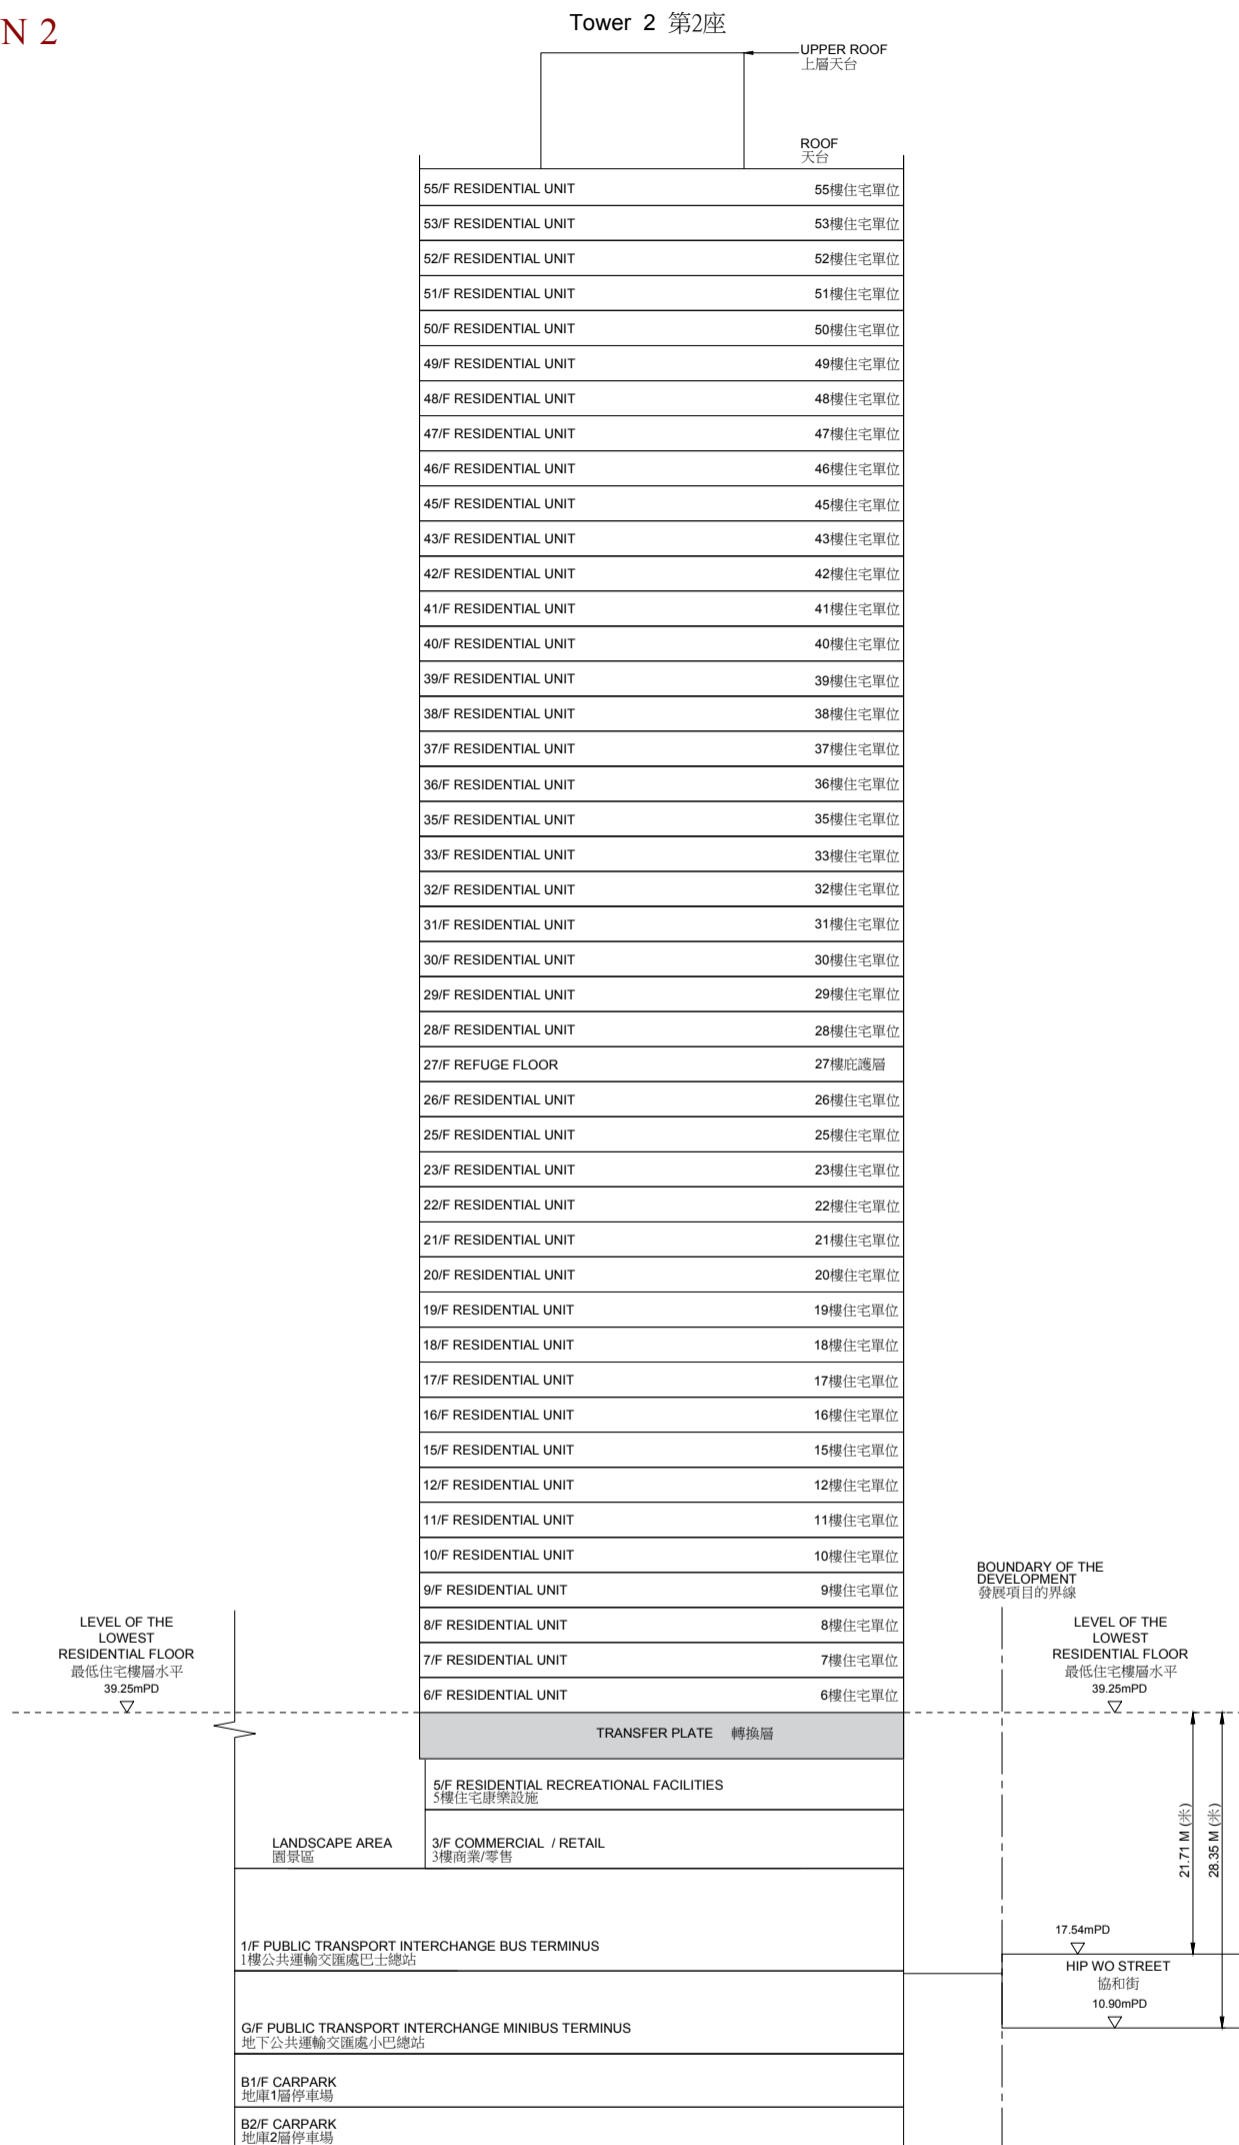 N 2
Tower 2 第2座
UPPER ROOF
上層天台
ROOF
天台
55/F RESIDENTIAL UNIT 55樓住宅單位
53/F RESIDENTIAL UNIT 53樓住宅單位
52/F RESIDENTIAL UNIT 52樓住宅單位
51/F RESIDENTIAL UNIT 51樓住宅單位
50/F RESIDENTIAL UNIT 50樓住宅單位
49/F RESIDENTIAL UNIT 49樓住宅單位
48/F RESIDENTIAL UNIT 48樓住宅單位
47/F RESIDENTIAL UNIT 47樓住宅單位
46/F RESIDENTIAL UNIT 46樓住宅單位
45/F RESIDENTIAL UNIT 45樓住宅單位
43/F RESIDENTIAL UNIT 43樓住宅單位
42/F RESIDENTIAL UNIT 42樓住宅單位
41/F RESIDENTIAL UNIT 41樓住宅單位
40/F RESIDENTIAL UNIT 40樓住宅單位
39/F RESIDENTIAL UNIT 39樓住宅單位
38/F RESIDENTIAL UNIT 38樓住宅單位
37/F RESIDENTIAL UNIT 37樓住宅單位
36/F RESIDENTIAL UNIT 36樓住宅單位
35/F RESIDENTIAL UNIT 35樓住宅單位
33/F RESIDENTIAL UNIT 33樓住宅單位
32/F RESIDENTIAL UNIT 32樓住宅單位
31/F RESIDENTIAL UNIT 31樓住宅單位
30/F RESIDENTIAL UNIT 30樓住宅單位
29/F RESIDENTIAL UNIT 29樓住宅單位
28/F RESIDENTIAL UNIT 28樓住宅單位
27/F REFUGE FLOOR 27樓庇護層
26/F RESIDENTIAL UNIT 26樓住宅單位
25/F RESIDENTIAL UNIT 25樓住宅單位
23/F RESIDENTIAL UNIT 23樓住宅單位
22/F RESIDENTIAL UNIT 22樓住宅單位
21/F RESIDENTIAL UNIT 21樓住宅單位
20/F RESIDENTIAL UNIT 20樓住宅單位
19/F RESIDENTIAL UNIT 19樓住宅單位
18/F RESIDENTIAL UNIT 18樓住宅單位
17/F RESIDENTIAL UNIT 17樓住宅單位
16/F RESIDENTIAL UNIT 16樓住宅單位
15/F RESIDENTIAL UNIT 15樓住宅單位
12/F RESIDENTIAL UNIT 12樓住宅單位
11/F RESIDENTIAL UNIT 11樓住宅單位
10/F RESIDENTIAL UNIT 10樓住宅單位
9/F RESIDENTIAL UNIT 9樓住宅單位
8/F RESIDENTIAL UNIT 8樓住宅單位
7/F RESIDENTIAL UNIT 7樓住宅單位
6/F RESIDENTIAL UNIT 6樓住宅單位
BOUNDARY OF THE
DEVELOPMENT
發展項目的界線
LEVEL OF THE
LOWEST
RESIDENTIAL FLOOR
最低住宅樓層水平
39.25mPD
LEVEL OF THE
LOWEST
RESIDENTIAL FLOOR
最低住宅樓層水平
39.25mPD
TRANSFER PLATE 轉換層
5/F RESIDENTIAL RECREATIONAL FACILITIES
5樓住宅康樂設施
LANDSCAPE AREA
園景區
3/F COMMERCIAL / RETAIL
3樓商業/零售
21.71 M (米)
28.35 M (米)
1/F PUBLIC TRANSPORT INTERCHANGE BUS TERMINUS
1樓公共運輸交匯處巴士總站
17.54mPD
HIP WO STREET
協和街
10.90mPD
G/F PUBLIC TRANSPORT INTERCHANGE MINIBUS TERMINUS
地下公共運輸交匯處小巴總站
B1/F CARPARK
地庫1層停車場
B2/F CARPARK
地庫2層停車場